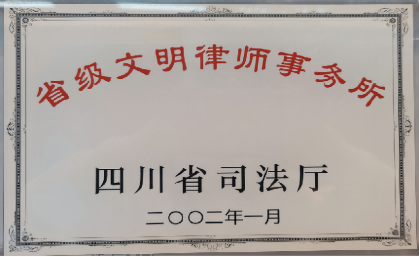 省级文明律师事务所
四川省司法厅
二〇〇二年一月